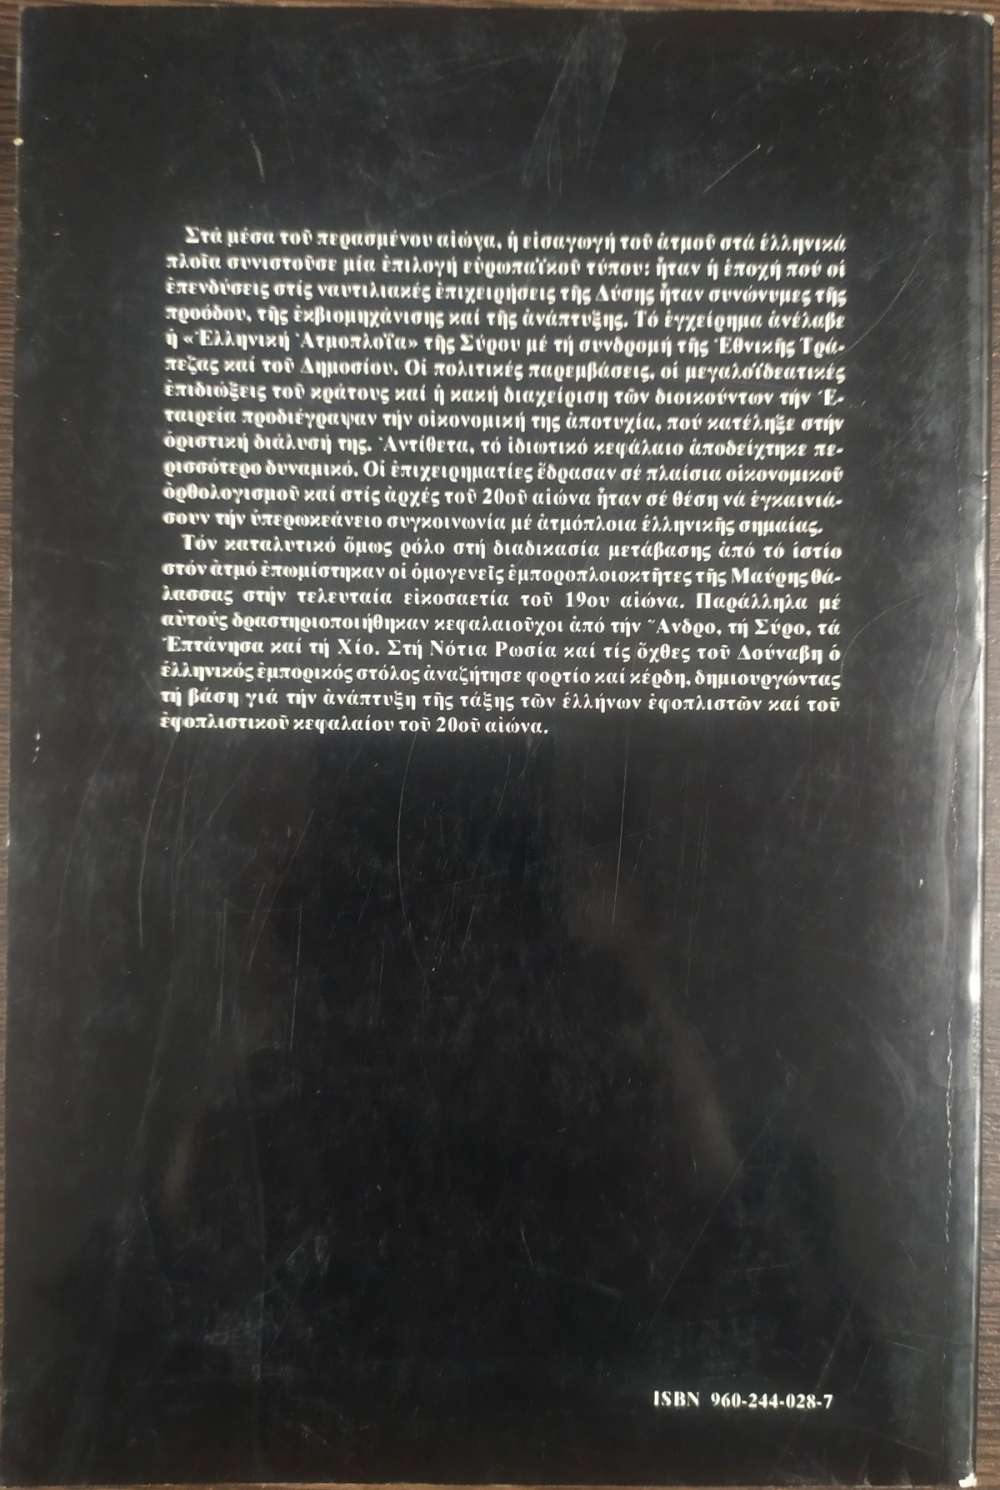 Στά μέσα τοῦ περασμένου αἰώνα, ἡ εἰσαγωγή τοῦ ἀτμοῦ στά ἑλληνικά
πλοῖα συνιστοῦσε μία ἐπιλογή εὐρωπαϊκοῦ τύπου: ἦταν ἡ ἐποχή πού οἱ
ἐπενδύσεις στίς ναυτιλιακές ἐπιχειρήσεις τῆς Δύσης ἦταν συνώνυμες τῆς
προόδου, τῆς ἐκβιομηχάνισης καί τῆς ἀνάπτυξης. Τό ἐγχείρημα ἀνέλαβε
ἡ «Ἑλληνική Ἀτμοπλοΐα» τῆς Σύρου μέ τή συνδρομή τῆς Ἐθνικῆς Τρά-
πεζας καί τοῦ Δημοσίου. Οἱ πολιτικές παρεμβάσεις, οἱ μεγαλοϊδεατικές
ἐπιδιώξεις τοῦ κράτους καί ἡ κακή διαχείριση τῶν διοικούντων τήν Ἑ-
ταιρεία προδιέγραψαν τήν οἰκονομική της ἀποτυχία, πού κατέληξε στήν
ὁριστική διάλυσή της. Ἀντίθετα, τό ἰδιωτικό κεφάλαιο ἀποδείχτηκε πε-
ρισσότερο δυναμικό. Οἱ ἐπιχειρηματίες ἔδρασαν σέ πλαίσια οἰκονομικοῦ
ὀρθολογισμοῦ καί στίς ἀρχές τοῦ 20οῦ αἰώνα ἦταν σέ θέση νά ἐγκαινιά-
σουν τήν ὑπερωκεάνειο συγκοινωνία μέ ἀτμόπλοια ἑλληνικῆς σημαίας.
Τόν καταλυτικό ὅμως ρόλο στή διαδικασία μετάβασης ἀπό τό ἱστίο
στόν ἀτμό ἐπωμίστηκαν οἱ ὁμογενεῖς ἐμποροπλοιοκτῆτες τῆς Μαύρης θά-
λασσας στήν τελευταία εἰκοσαετία τοῦ 19ου αἰώνα. Παράλληλα μέ
αὐτούς δραστηριοποιήθηκαν κεφαλαιοῦχοι ἀπό τήν Ἄνδρο, τή Σύρο, τά
Ἑπτάνησα καί τή Χίο. Στή Νότια Ρωσία καί τίς ὄχθες τοῦ Δούναβη ὁ
ἑλληνικός ἐμπορικός στόλος ἀναζήτησε φορτίο καί κέρδη, δημιουργώντας
τή βάση γιά τήν ἀνάπτυξη τῆς τάξης τῶν ἑλλήνων ἐφοπλιστῶν καί τοῦ
ἐφοπλιστικοῦ κεφαλαίου τοῦ 20οῦ αἰώνα.
ISBN 960-244-028-7